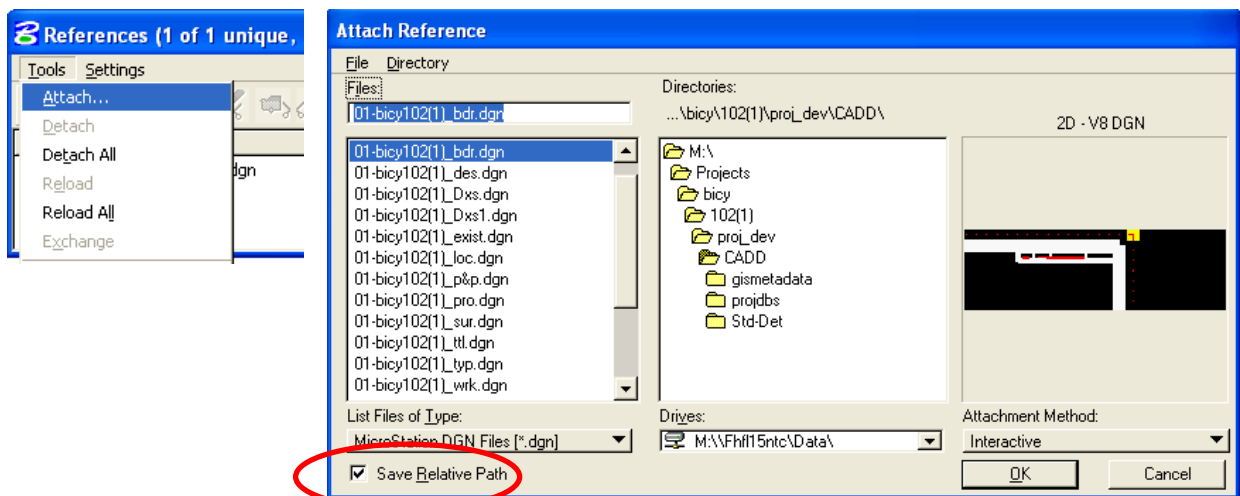 References (1 of 1 unique,
Tools Settings
Attach...
Detach
Detach All
Reload
Reload All
Exchange
dgn
Attach Reference
File Directory
Files:
01-bicy102(1)_bdr.dgn
01-bicy102(1)_bdr.dgn
01-bicy102(1)_des.dgn
01-bicy102(1)_Dxs.dgn
01-bicy102(1)_Dxs1.dgn
01-bicy102(1)_exist.dgn
01-bicy102(1)_loc.dgn
01-bicy102(1)_p&p.dgn
01-bicy102(1)_pro.dgn
01-bicy102(1)_sur.dgn
01-bicy102(1)_ttl.dgn
01-bicy102(1)_typ.dgn
01-bicy102(1)_wrk.dgn
List Files of Type:
MicroStation DGN Files [*.dgn]
Save Relative Path
Directories:
...\bicy\102(1)\proj_dev\CADD\
M:\
Projects
bicy
102(1)
proj_dev
CADD
gismetadata
projdbs
Std-Det
Drives:
M:\\Fhfl15ntc\Data\
2D - V8 DGN
Attachment Method:
Interactive
OK Cancel